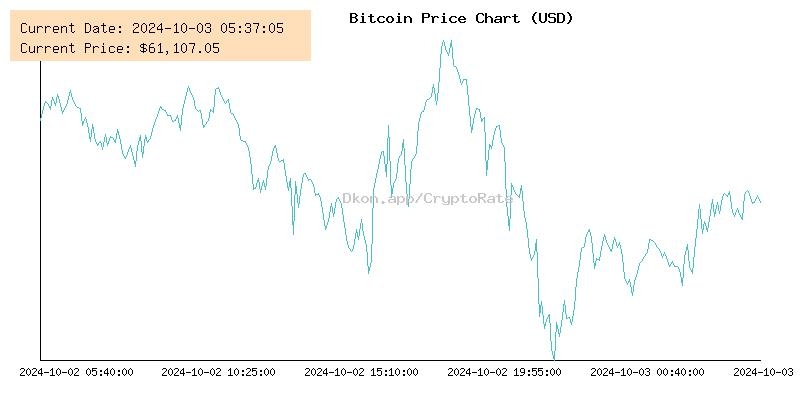 Bitcoin Price Chart (USD)
Current Date: 2024-10-03 05:37:05
Current Price: $61,107.05
Dkon.app/CryptoRate
2024-10-02 05:40:00 2024-10-02 10:25:00 2024-10-02 15:10:00 2024-10-02 19:55:00 2024-10-03 00:40:00 2024-10-03